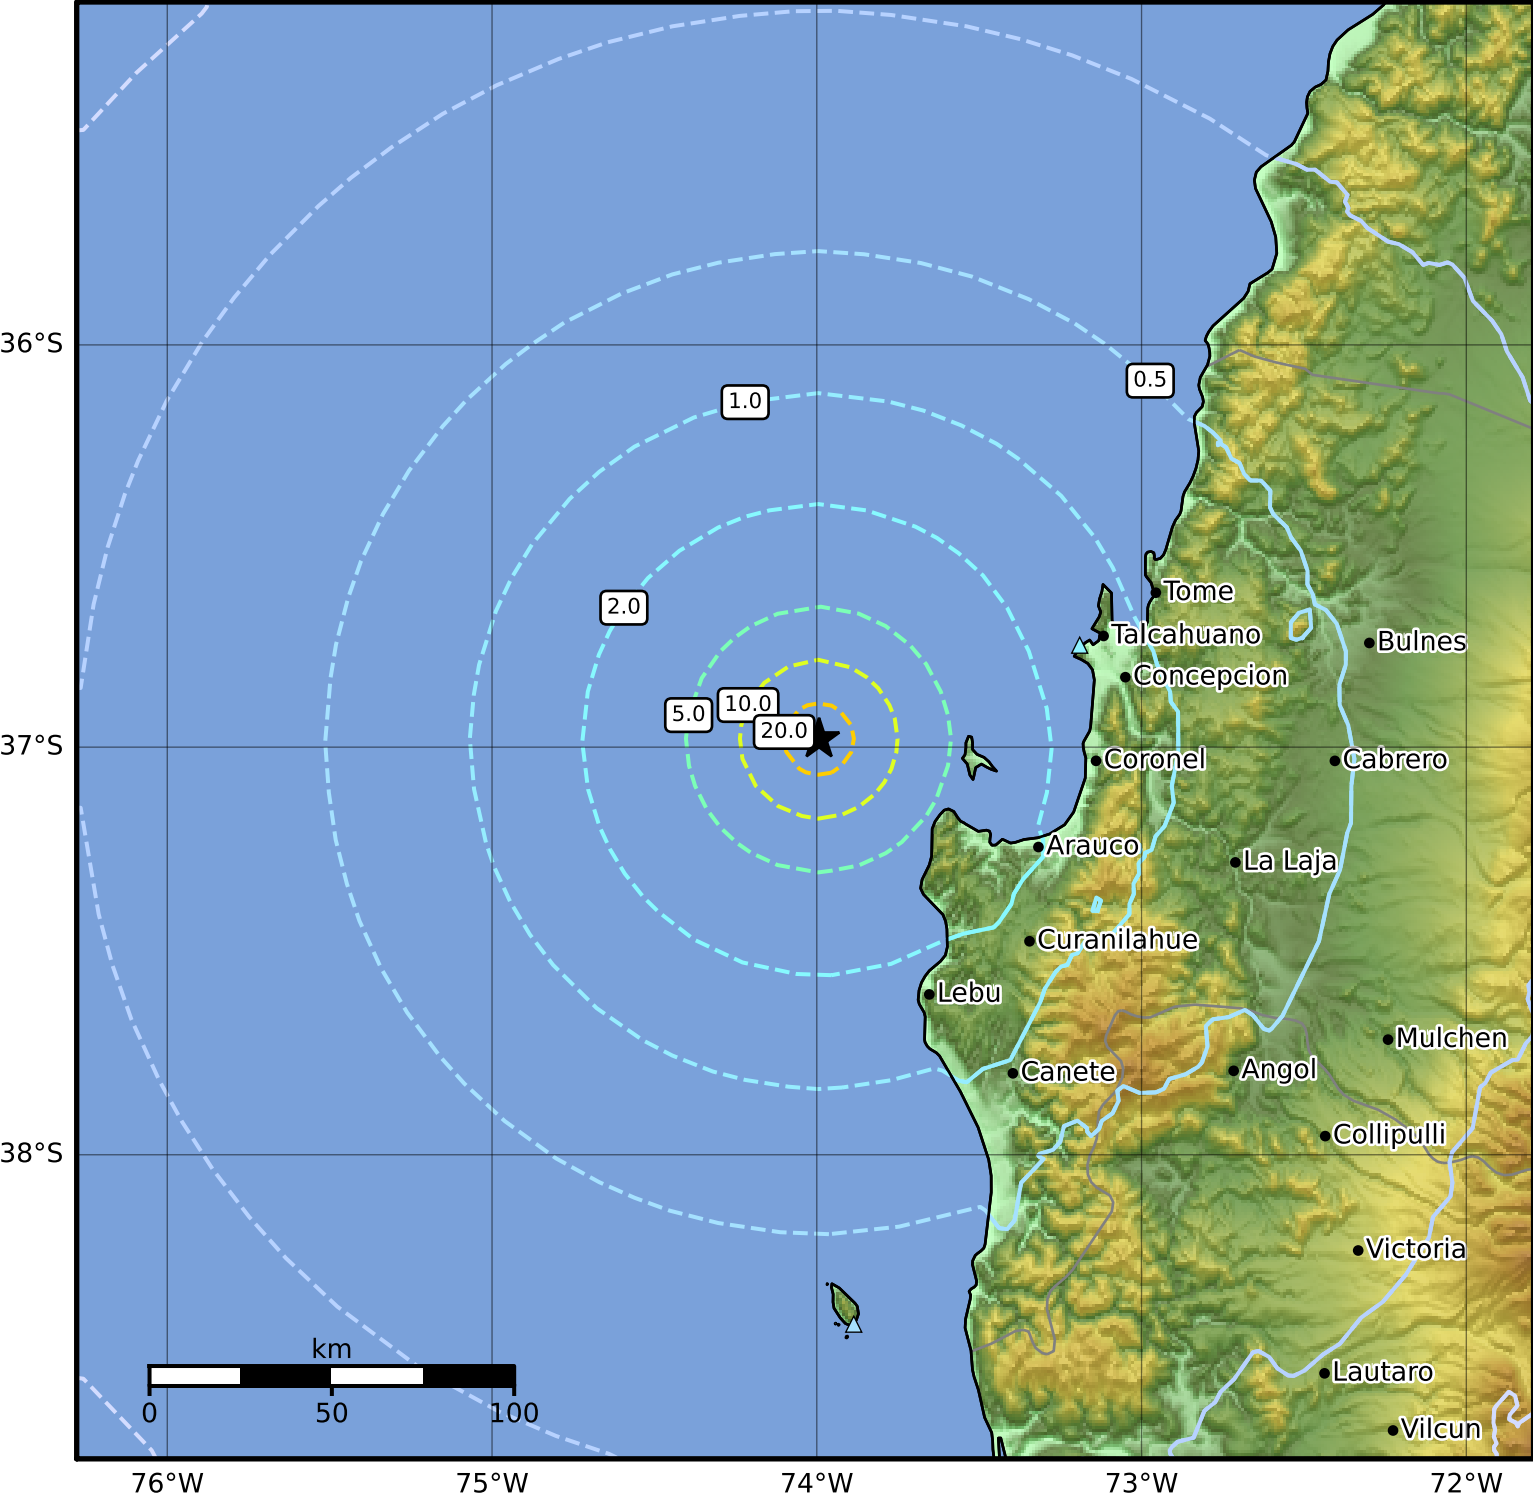 36°S
0.5
1.0
Tome
2.0
Talcahuano
Bulnes
Concepcion
10.0
5.0
20.0
37°S
Coronel
Cabrero
Arauco
La Laja
Curanilahue
Lebu
Mulchen
Canete
Angol
Collipulli
38°S
Victoria
km
Lautaro
0 50 100
Vilcun
76°W 75°W 74°W 73°W 72°W